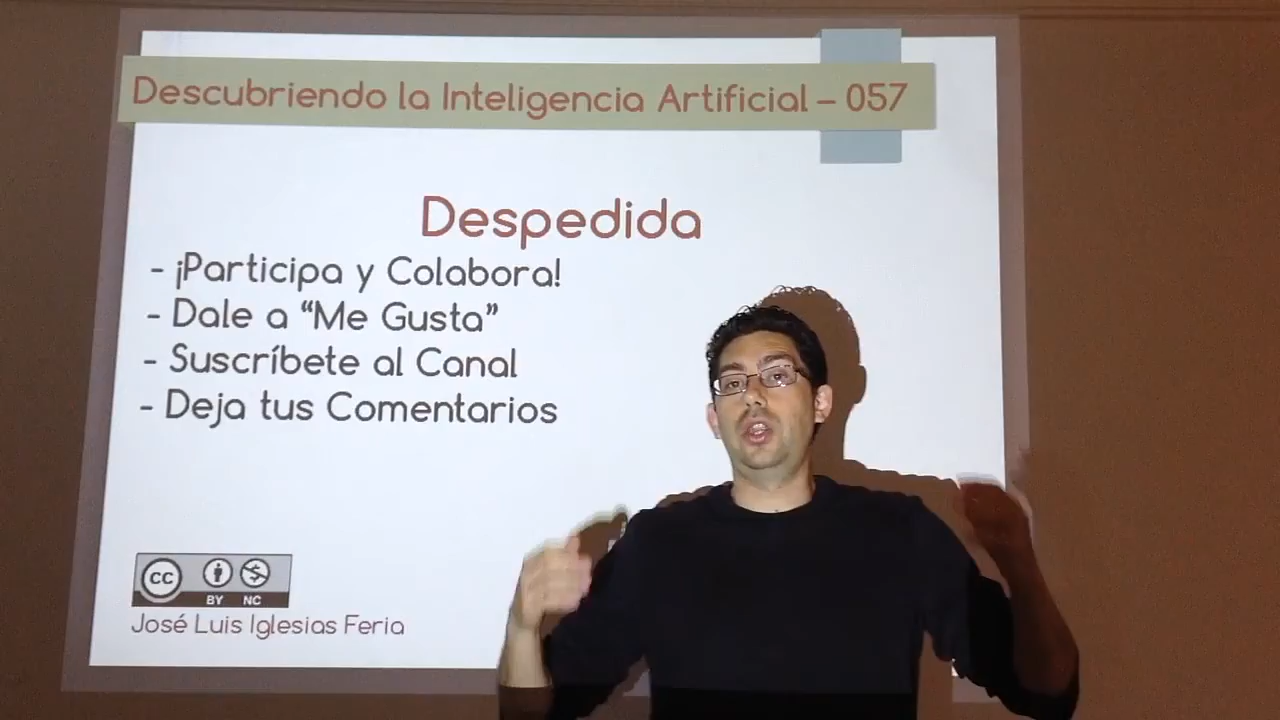 Descubriendo la Inteligencia Artificial – 057
Despedida
- ¡Participa y Colabora!
- Dale a “Me Gusta”
- Suscríbete al Canal
- Deja tus Comentarios
CC
BY NC
José Luis Iglesias Feria